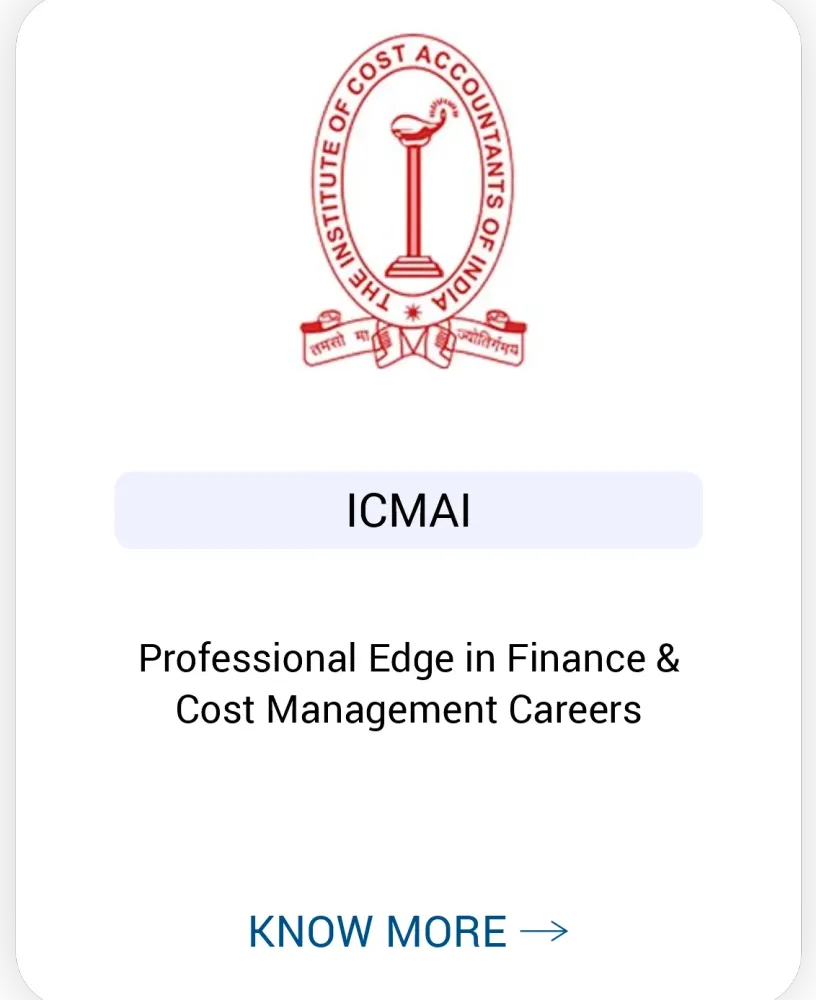 THE INSTITUTE OF COST ACCOUNTANTS OF INDIA
तमसो मा ज्योतिर्गमय
ICMAI
Professional Edge in Finance &
Cost Management Careers
KNOW MORE